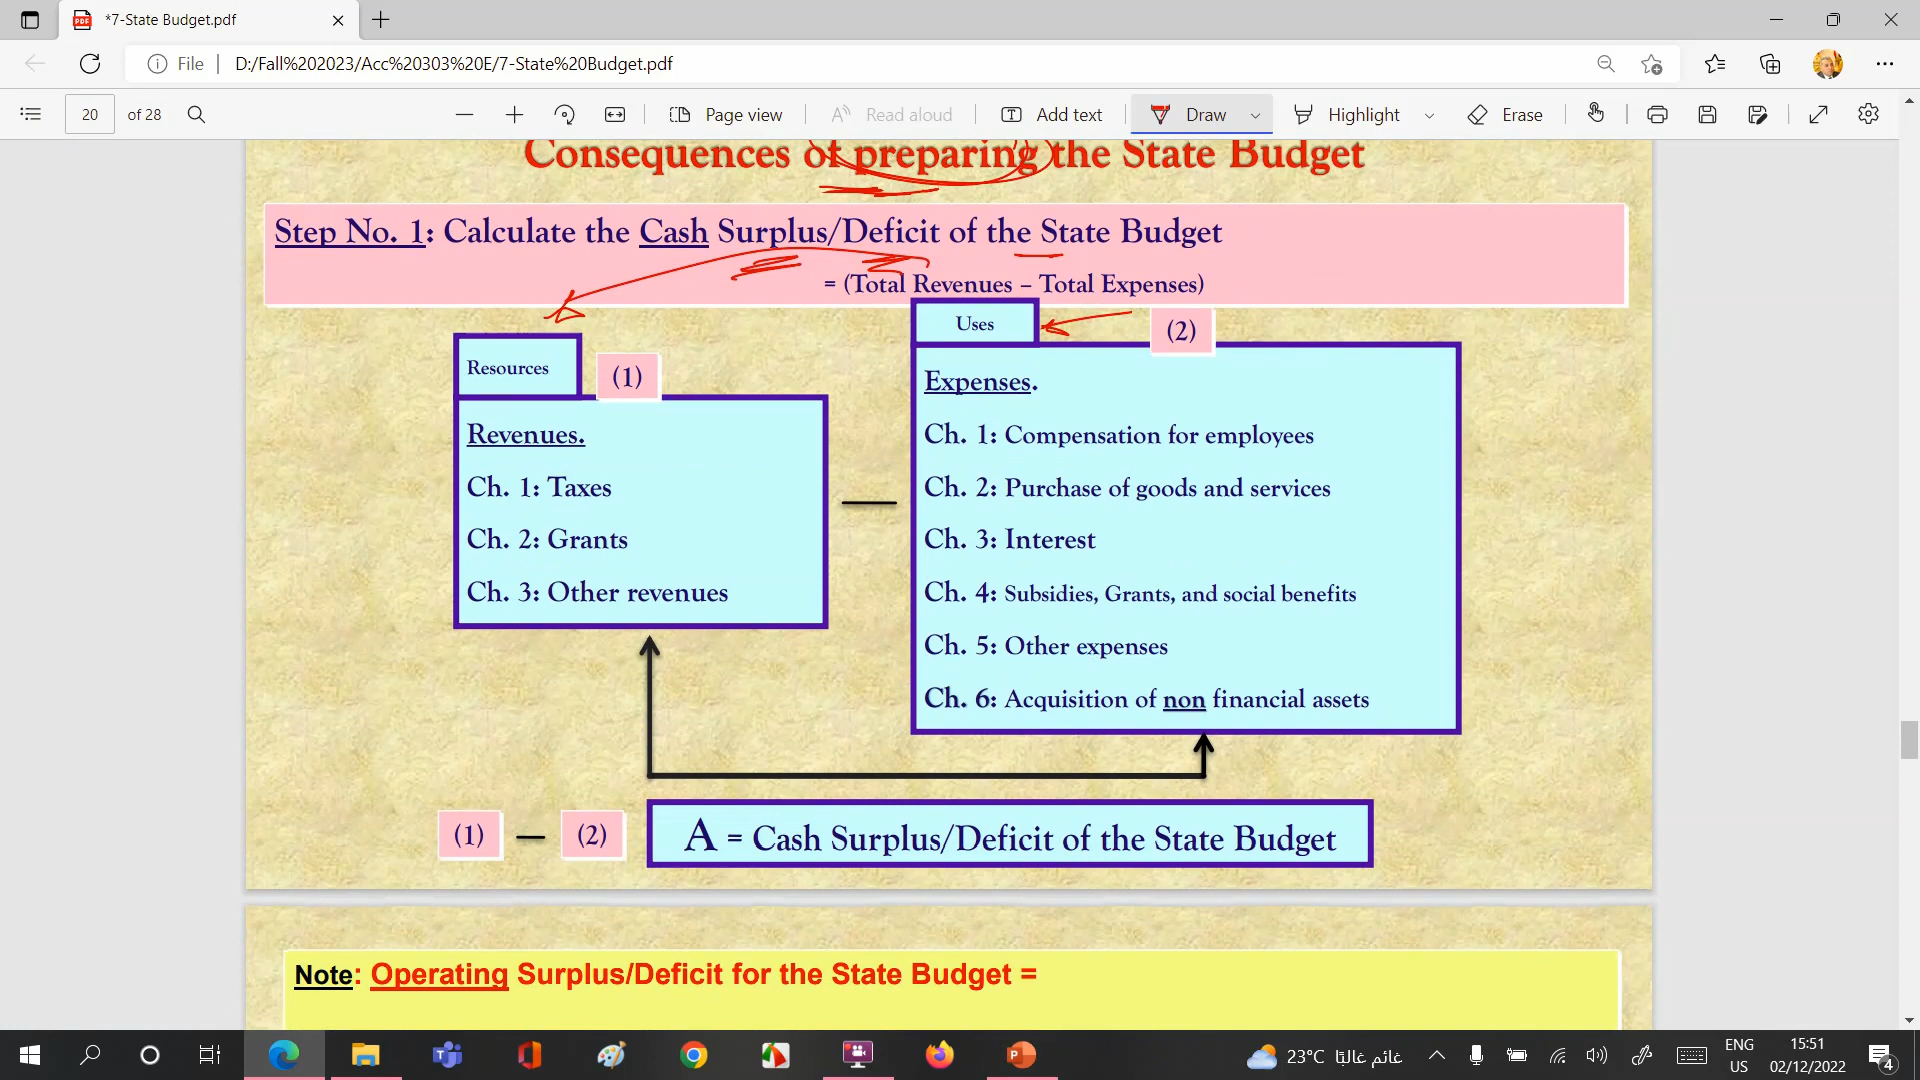 *7-State Budget.pdf
File
D:/Fall%202023/Acc%20303%20E/7-State%20Budget.pdf
20 of 28
Page view
Read aloud
Add text
Draw
Highlight
Erase
Consequences of preparing the State Budget
Step No. 1: Calculate the Cash Surplus/Deficit of the State Budget
= (Total Revenues – Total Expenses)
Resources
(1)
Revenues.
Ch. 1: Taxes
Ch. 2: Grants
Ch. 3: Other revenues
—
Uses
(2)
Expenses.
Ch. 1: Compensation for employees
Ch. 2: Purchase of goods and services
Ch. 3: Interest
Ch. 4: Subsidies, Grants, and social benefits
Ch. 5: Other expenses
Ch. 6: Acquisition of non financial assets
(1) — (2)
A = Cash Surplus/Deficit of the State Budget
Note: Operating Surplus/Deficit for the State Budget =
23°C غائم غالبًا
ENG
US
15:51
02/12/2022
4